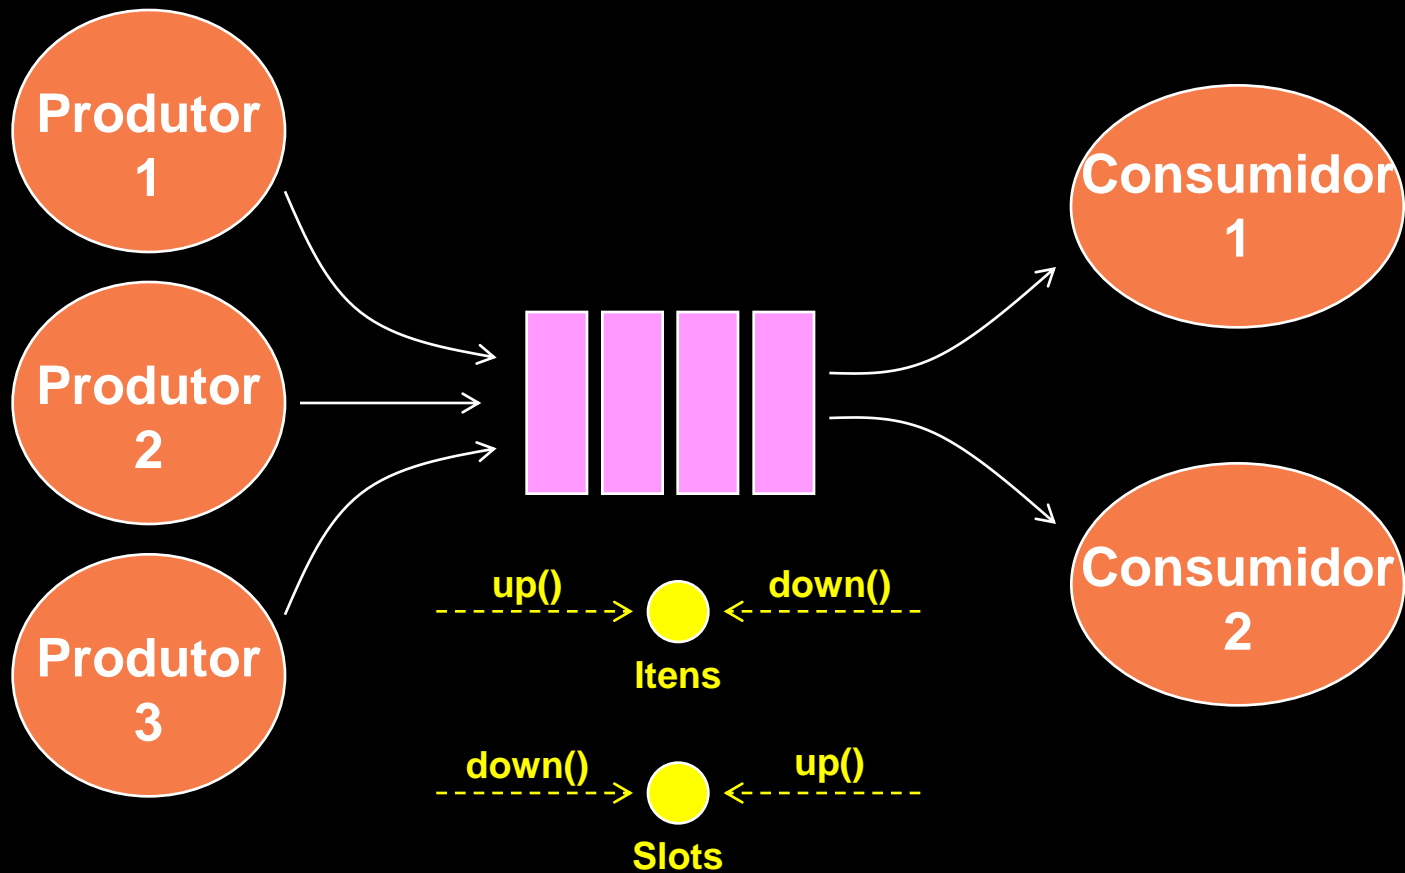 Produtor
1
Produtor
2
Produtor
3
Consumidor
1
Consumidor
2
up()
down()
Itens
down()
up()
Slots